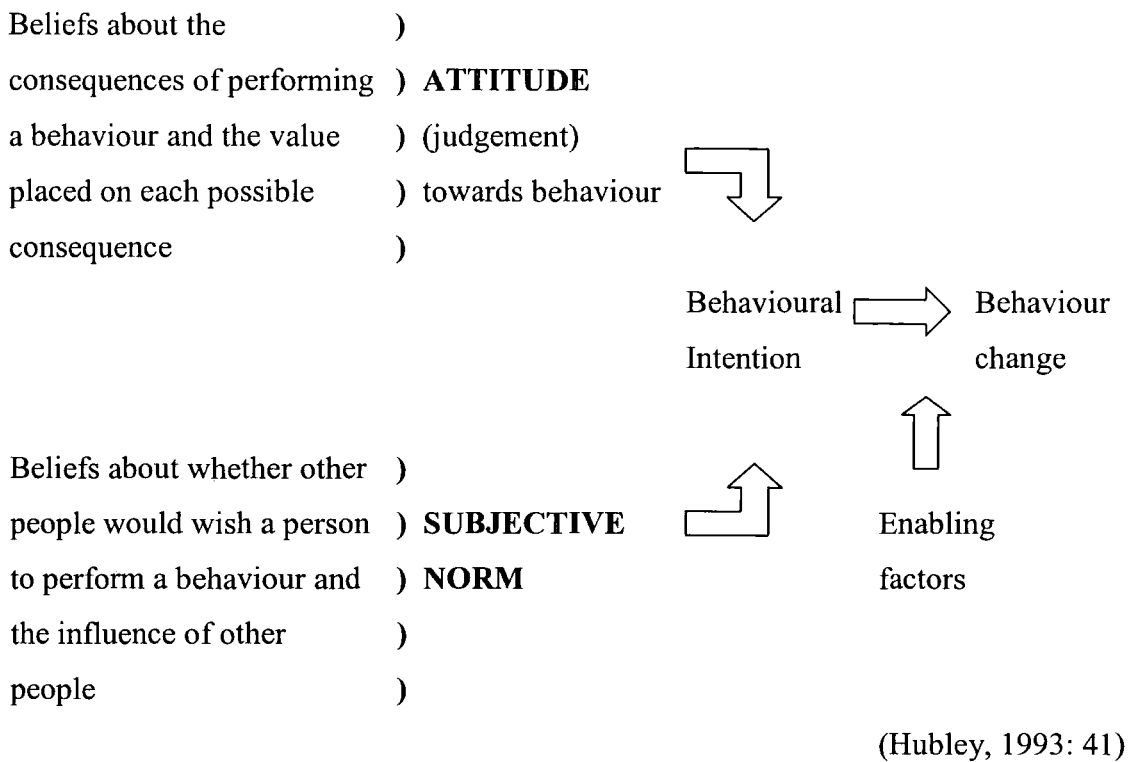 Beliefs about the )
consequences of performing ) ATTITUDE
a behaviour and the value ) (judgement)
placed on each possible ) towards behaviour
consequence )
Behavioural Behaviour
Intention change
Beliefs about whether other )
people would wish a person ) SUBJECTIVE Enabling
to perform a behaviour and ) NORM factors
the influence of other )
people )
(Hubley, 1993: 41)